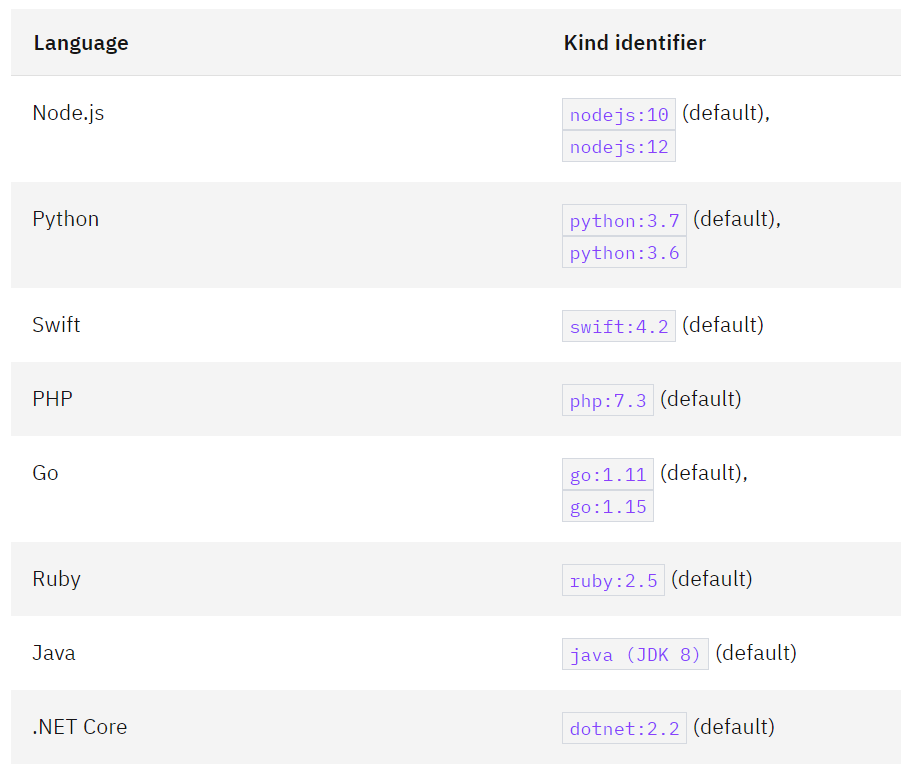 Language Kind identifier
Node.js nodejs:10 (default),
nodejs:12
Python python:3.7 (default),
python:3.6
Swift swift:4.2 (default)
PHP php:7.3 (default)
Go go:1.11 (default),
go:1.15
Ruby ruby:2.5 (default)
Java java (JDK 8) (default)
.NET Core dotnet:2.2 (default)